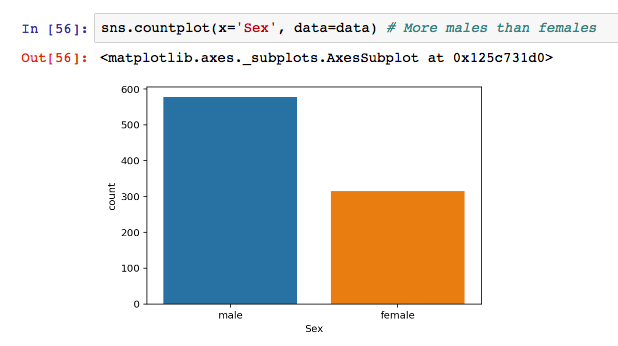 In [56]: sns.countplot(x='Sex', data=data) # More males than females
Out[56]: <matplotlib.axes._subplots.AxesSubplot at 0x125c731d0>
600
500
400
300
200
100
0
count
male female
Sex